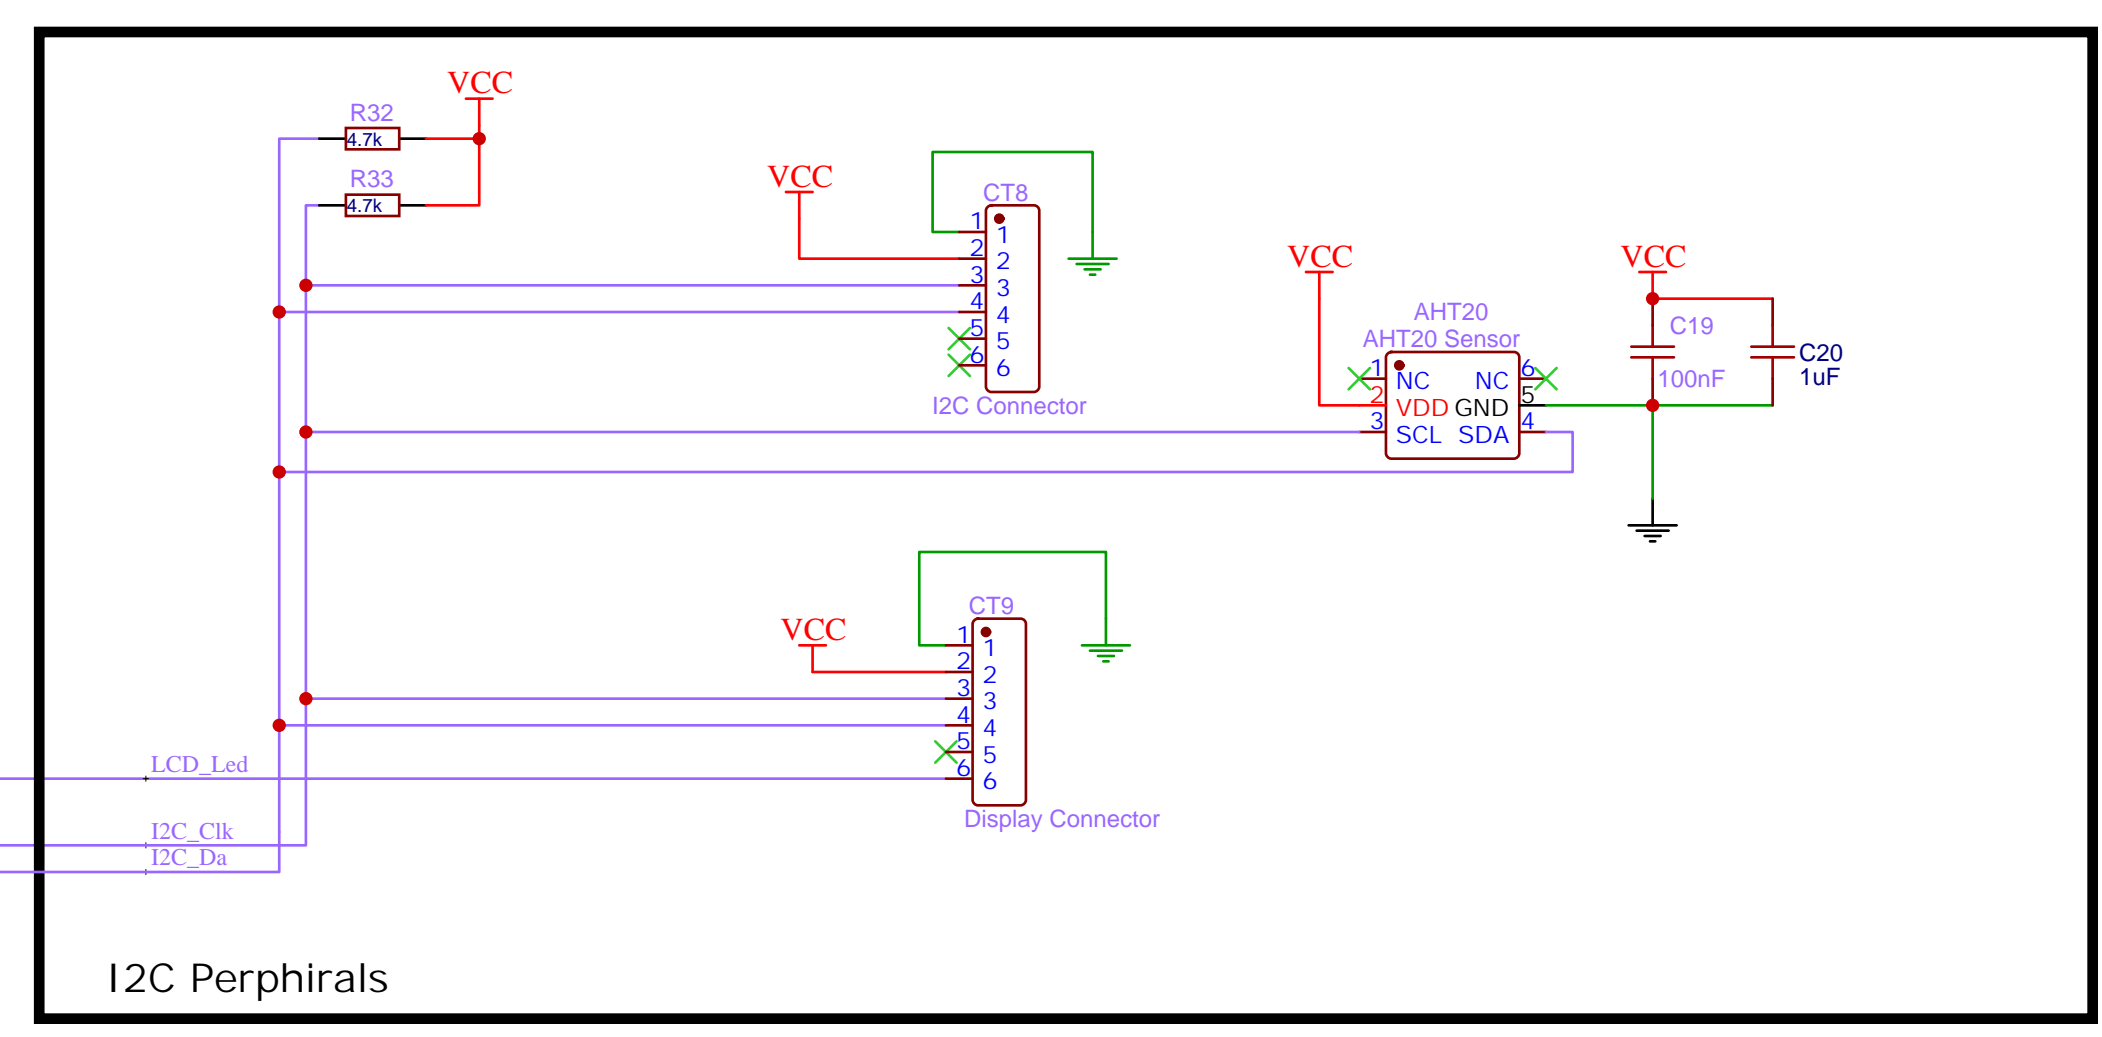 VCC
R32
4.7k
R33
4.7k
VCC
CT8
1 1
2 2
3 3
4 4
5 5
6 6
I2C Connector
VCC
AHT20
AHT20 Sensor
1 NC NC 6
2 VDD GND 5
3 SCL SDA 4
VCC
C19
100nF
C20
1uF
VCC
CT9
1 1
2 2
3 3
4 4
5 5
6 6
Display Connector
LCD_Led
I2C_Clk
I2C_Da
I2C Perphirals